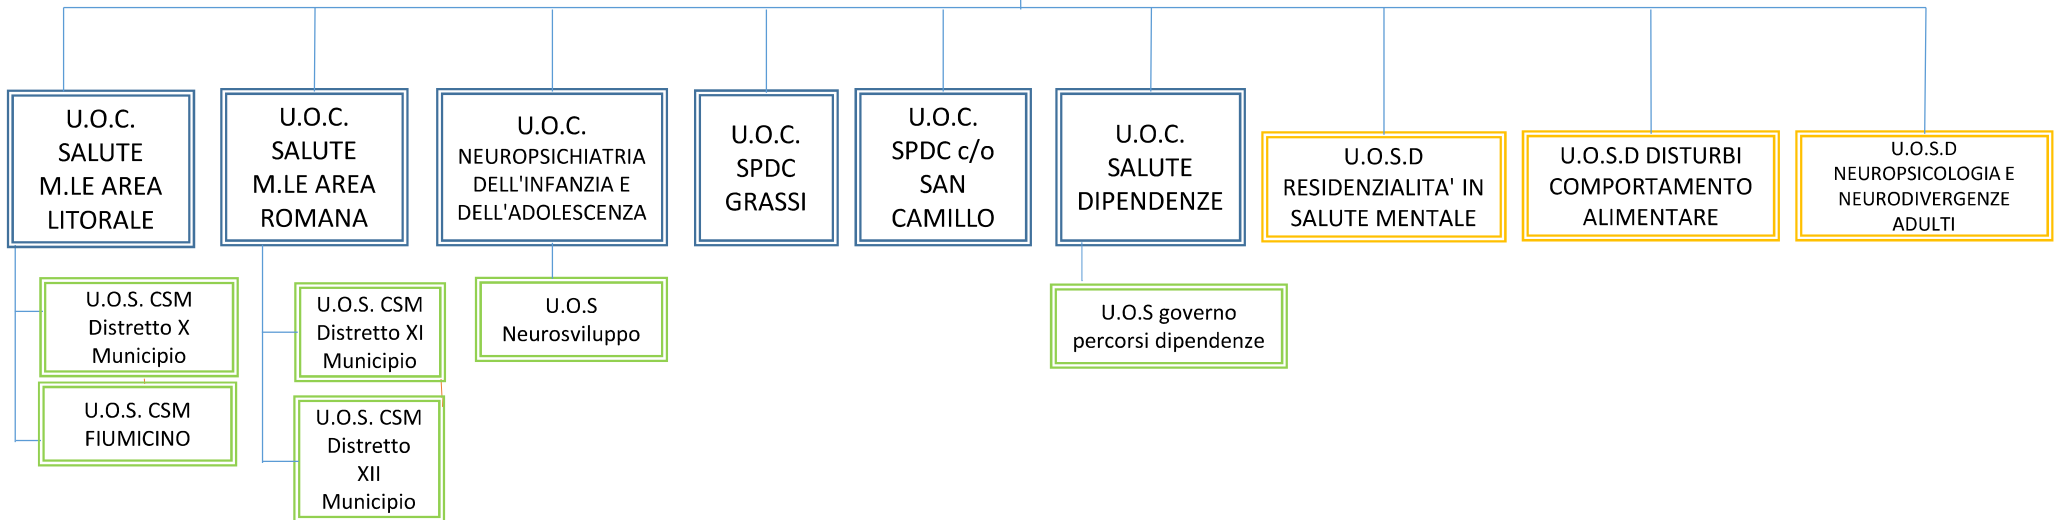 U.O.C.
SALUTE
M.LE AREA
LITORALE
U.O.C.
SALUTE
M.LE AREA
ROMANA
U.O.C.
NEUROPSICHIATRIA
DELL'INFANZIA E
DELL'ADOLESCENZA
U.O.C.
SPDC
GRASSI
U.O.C.
SPDC c/o
SAN
CAMILLO
U.O.C.
SALUTE
DIPENDENZE
U.O.S.D
RESIDENZIALITA' IN
SALUTE MENTALE
U.O.S.D DISTURBI
COMPORTAMENTO
ALIMENTARE
U.O.S.D
NEUROPSICOLOGIA E
NEURODIVERGENZE
ADULTI
U.O.S. CSM
Distretto X
Municipio
U.O.S. CSM
FIUMICINO
U.O.S. CSM
Distretto XI
Municipio
U.O.S. CSM
Distretto
XII
Municipio
U.O.S
Neurosviluppo
U.O.S governo
percorsi dipendenze